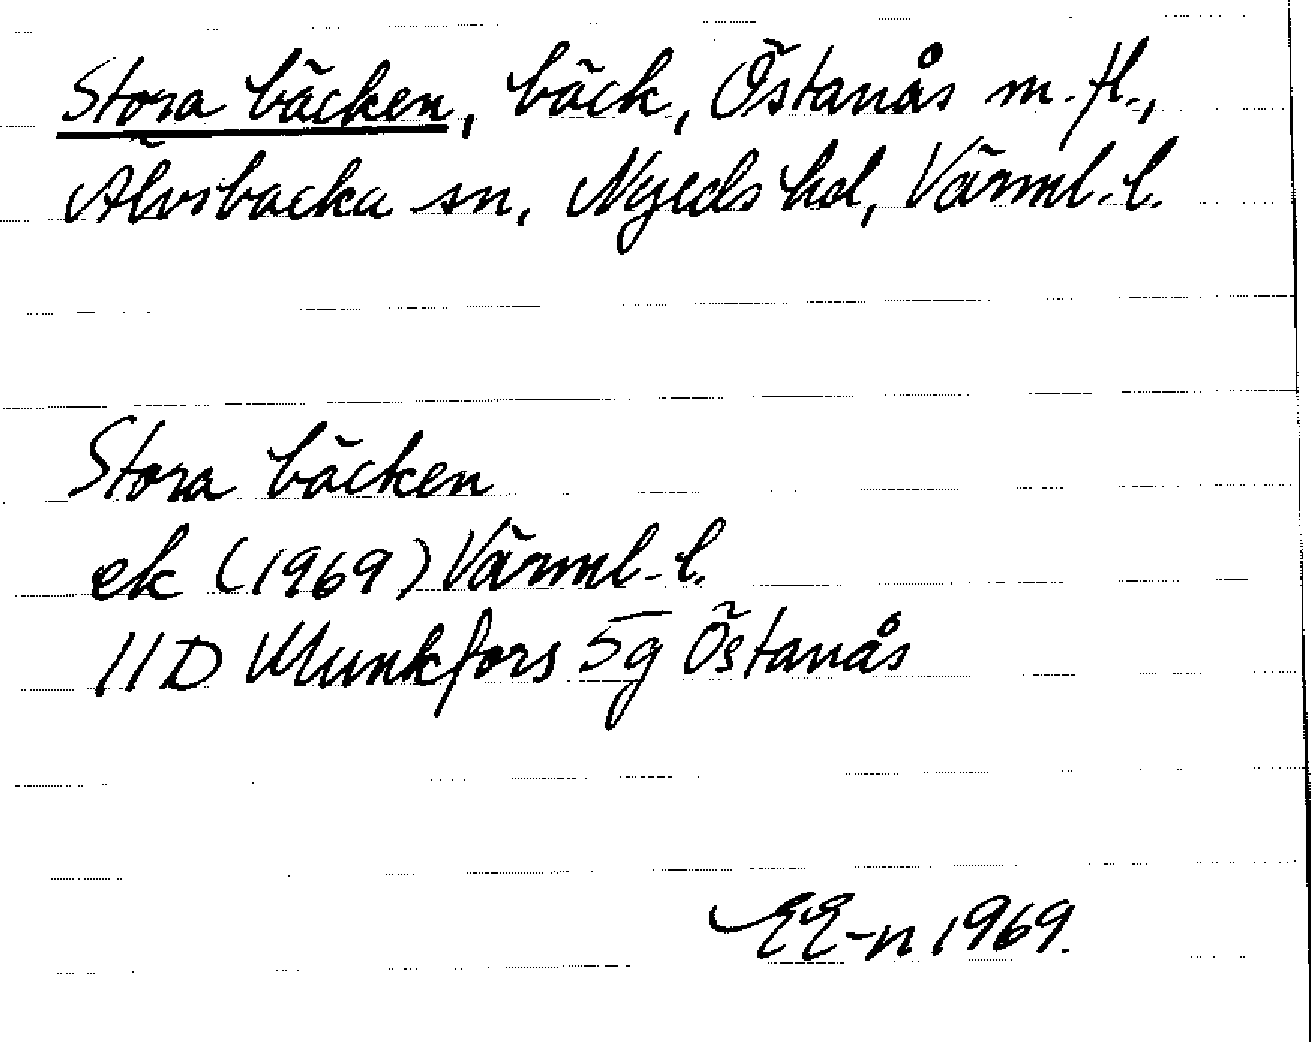 Stora bäcken, bäck, Östanås m. fl.,
Älvsbacka sn, Nyeds hd, Värml. l.
Stora bäcken
ek (1969) Värml. l.
11D Munkfors 5g Östanås
EE-n 1969.